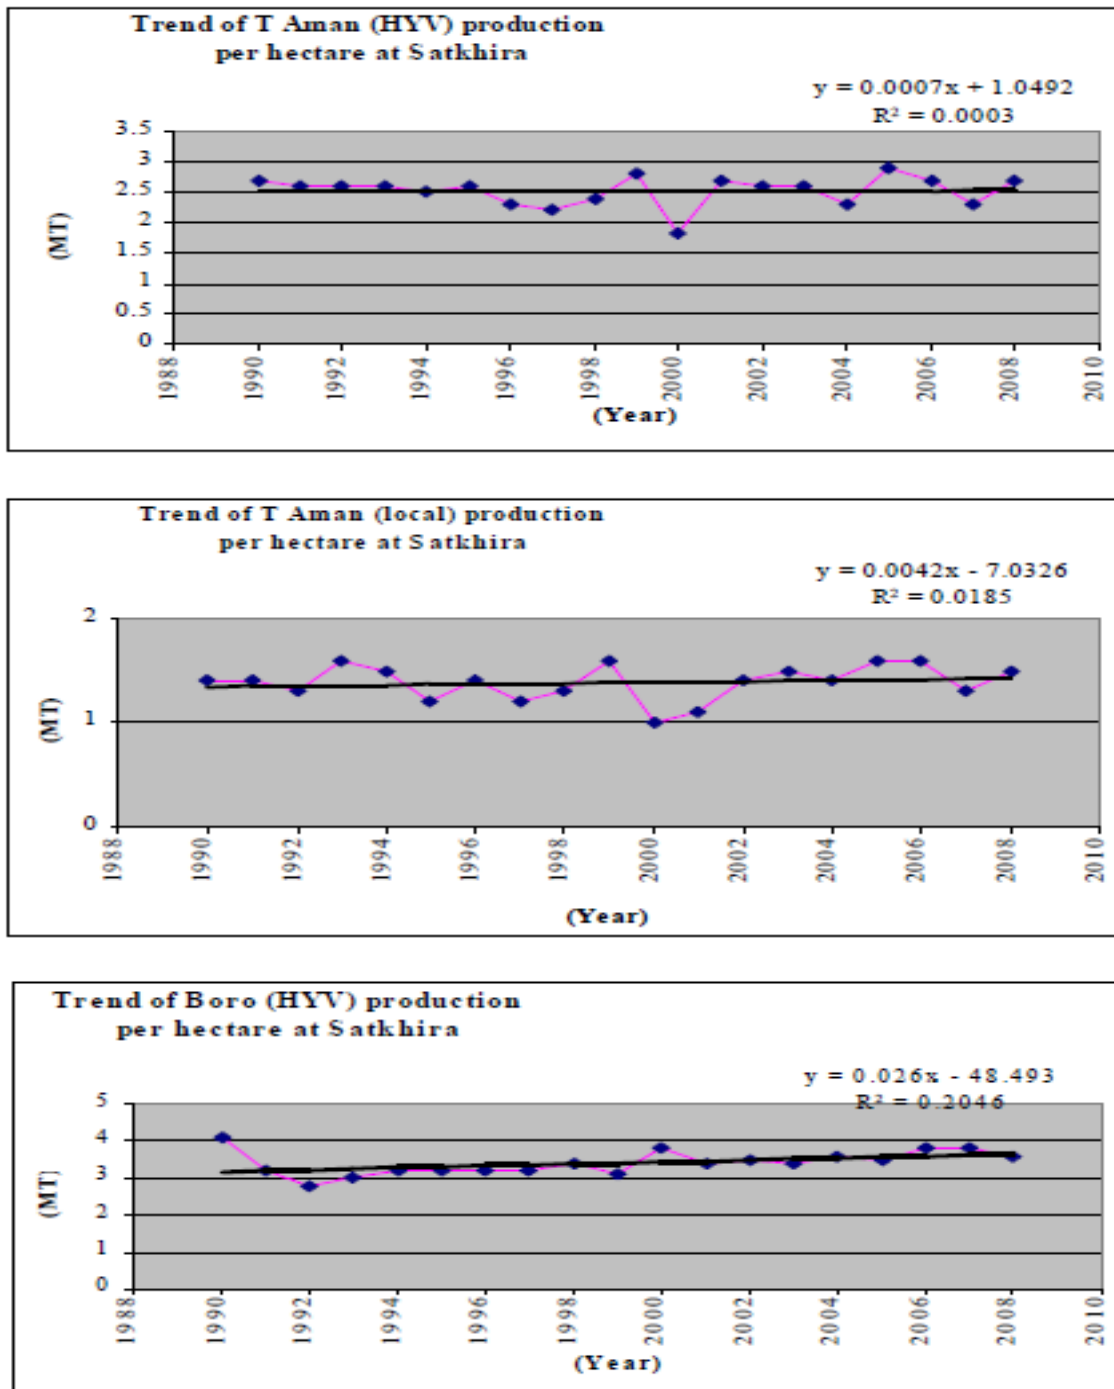 Trend of T Aman (HYV) production
per hectare at Satkhira
y = 0.0007x + 1.0492
R² = 0.0003
3.5
3
2.5
2
1.5
1
0.5
0
(MT)
1988 1990 1992 1994 1996 1998 2000 2002 2004 2006 2008 2010
(Year)
Trend of T Aman (local) production
per hectare at Satkhira
y = 0.0042x - 7.0326
R² = 0.0185
2
1
0
(MT)
1988 1990 1992 1994 1996 1998 2000 2002 2004 2006 2008 2010
(Year)
Trend of Boro (HYV) production
per hectare at Satkhira
y = 0.026x - 48.493
R² = 0.2046
5
4
3
2
1
0
(MT)
1988 1990 1992 1994 1996 1998 2000 2002 2004 2006 2008 2010
(Year)